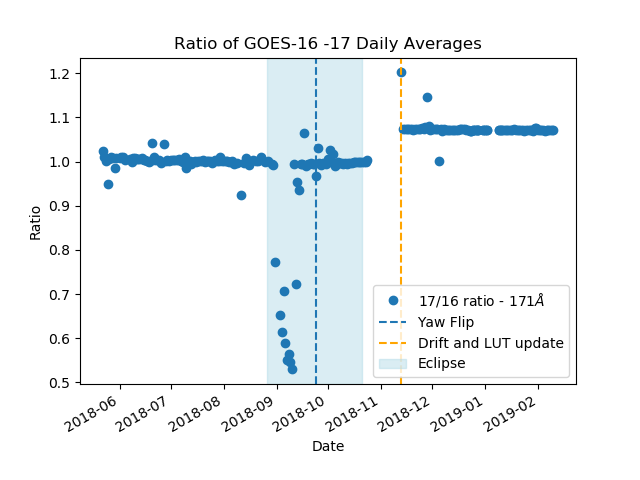 Ratio of GOES-16 -17 Daily Averages
1.2
1.1
1.0
0.9
0.8
0.7
0.6
0.5
Ratio
17/16 ratio - 171Å
Yaw Flip
Drift and LUT update
Eclipse
2018-06
2018-07
2018-08
2018-09
2018-10
2018-11
2018-12
2019-01
2019-02
Date